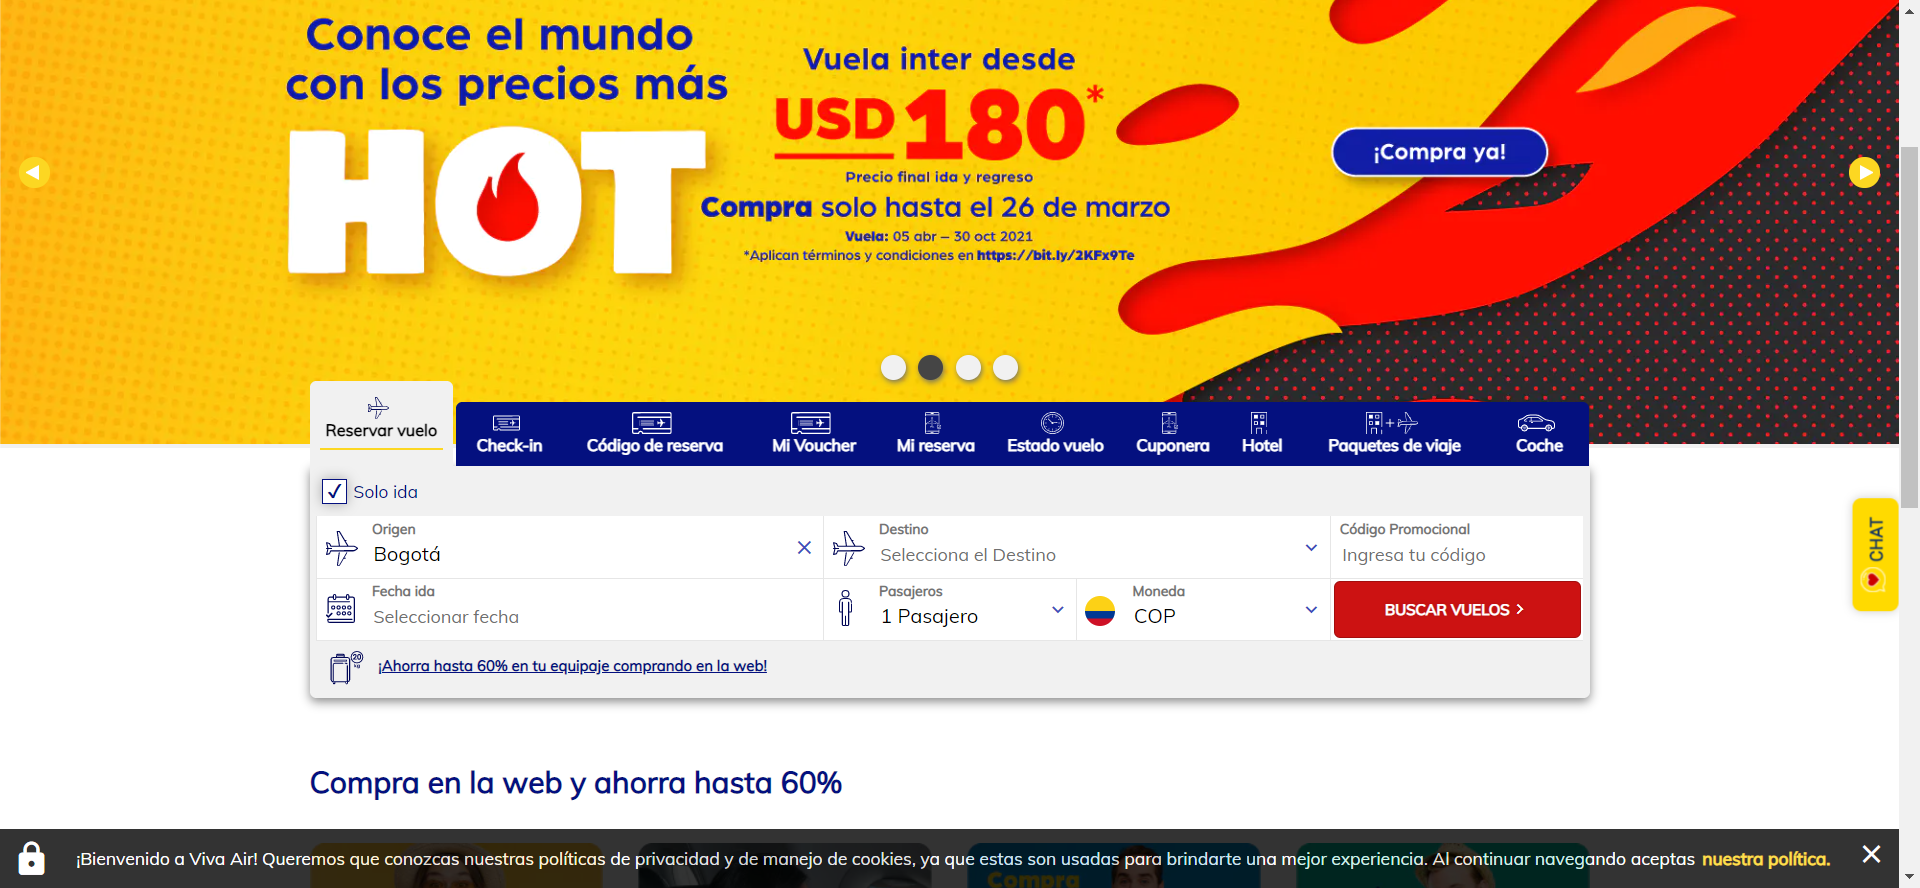 Conoce el mundo
con los precios más
HOT
Vuela inter desde
USD 180*
Precio final ida y regreso
Compra solo hasta el 26 de marzo
Vuela: 05 abr – 30 oct 2021
*Aplican términos y condiciones en https://bit.ly/2KFx9Te
¡Compra ya!
Reservar vuelo
Check-in
Código de reserva
Mi Voucher
Mi reserva
Estado vuelo
Cuponera
Hotel
Paquetes de viaje
Coche
Solo ida
Origen
Bogotá
Destino
Selecciona el Destino
Código Promocional
Ingresa tu código
Fecha ida
Seleccionar fecha
Pasajeros
1 Pasajero
Moneda
COP
BUSCAR VUELOS
20
kg
¡Ahorra hasta 60% en tu equipaje comprando en la web!
CHAT
Compra en la web y ahorra hasta 60%
Compra
¡Bienvenido a Viva Air! Queremos que conozcas nuestras políticas de privacidad y de manejo de cookies, ya que estas son usadas para brindarte una mejor experiencia. Al continuar navegando aceptas nuestra política.